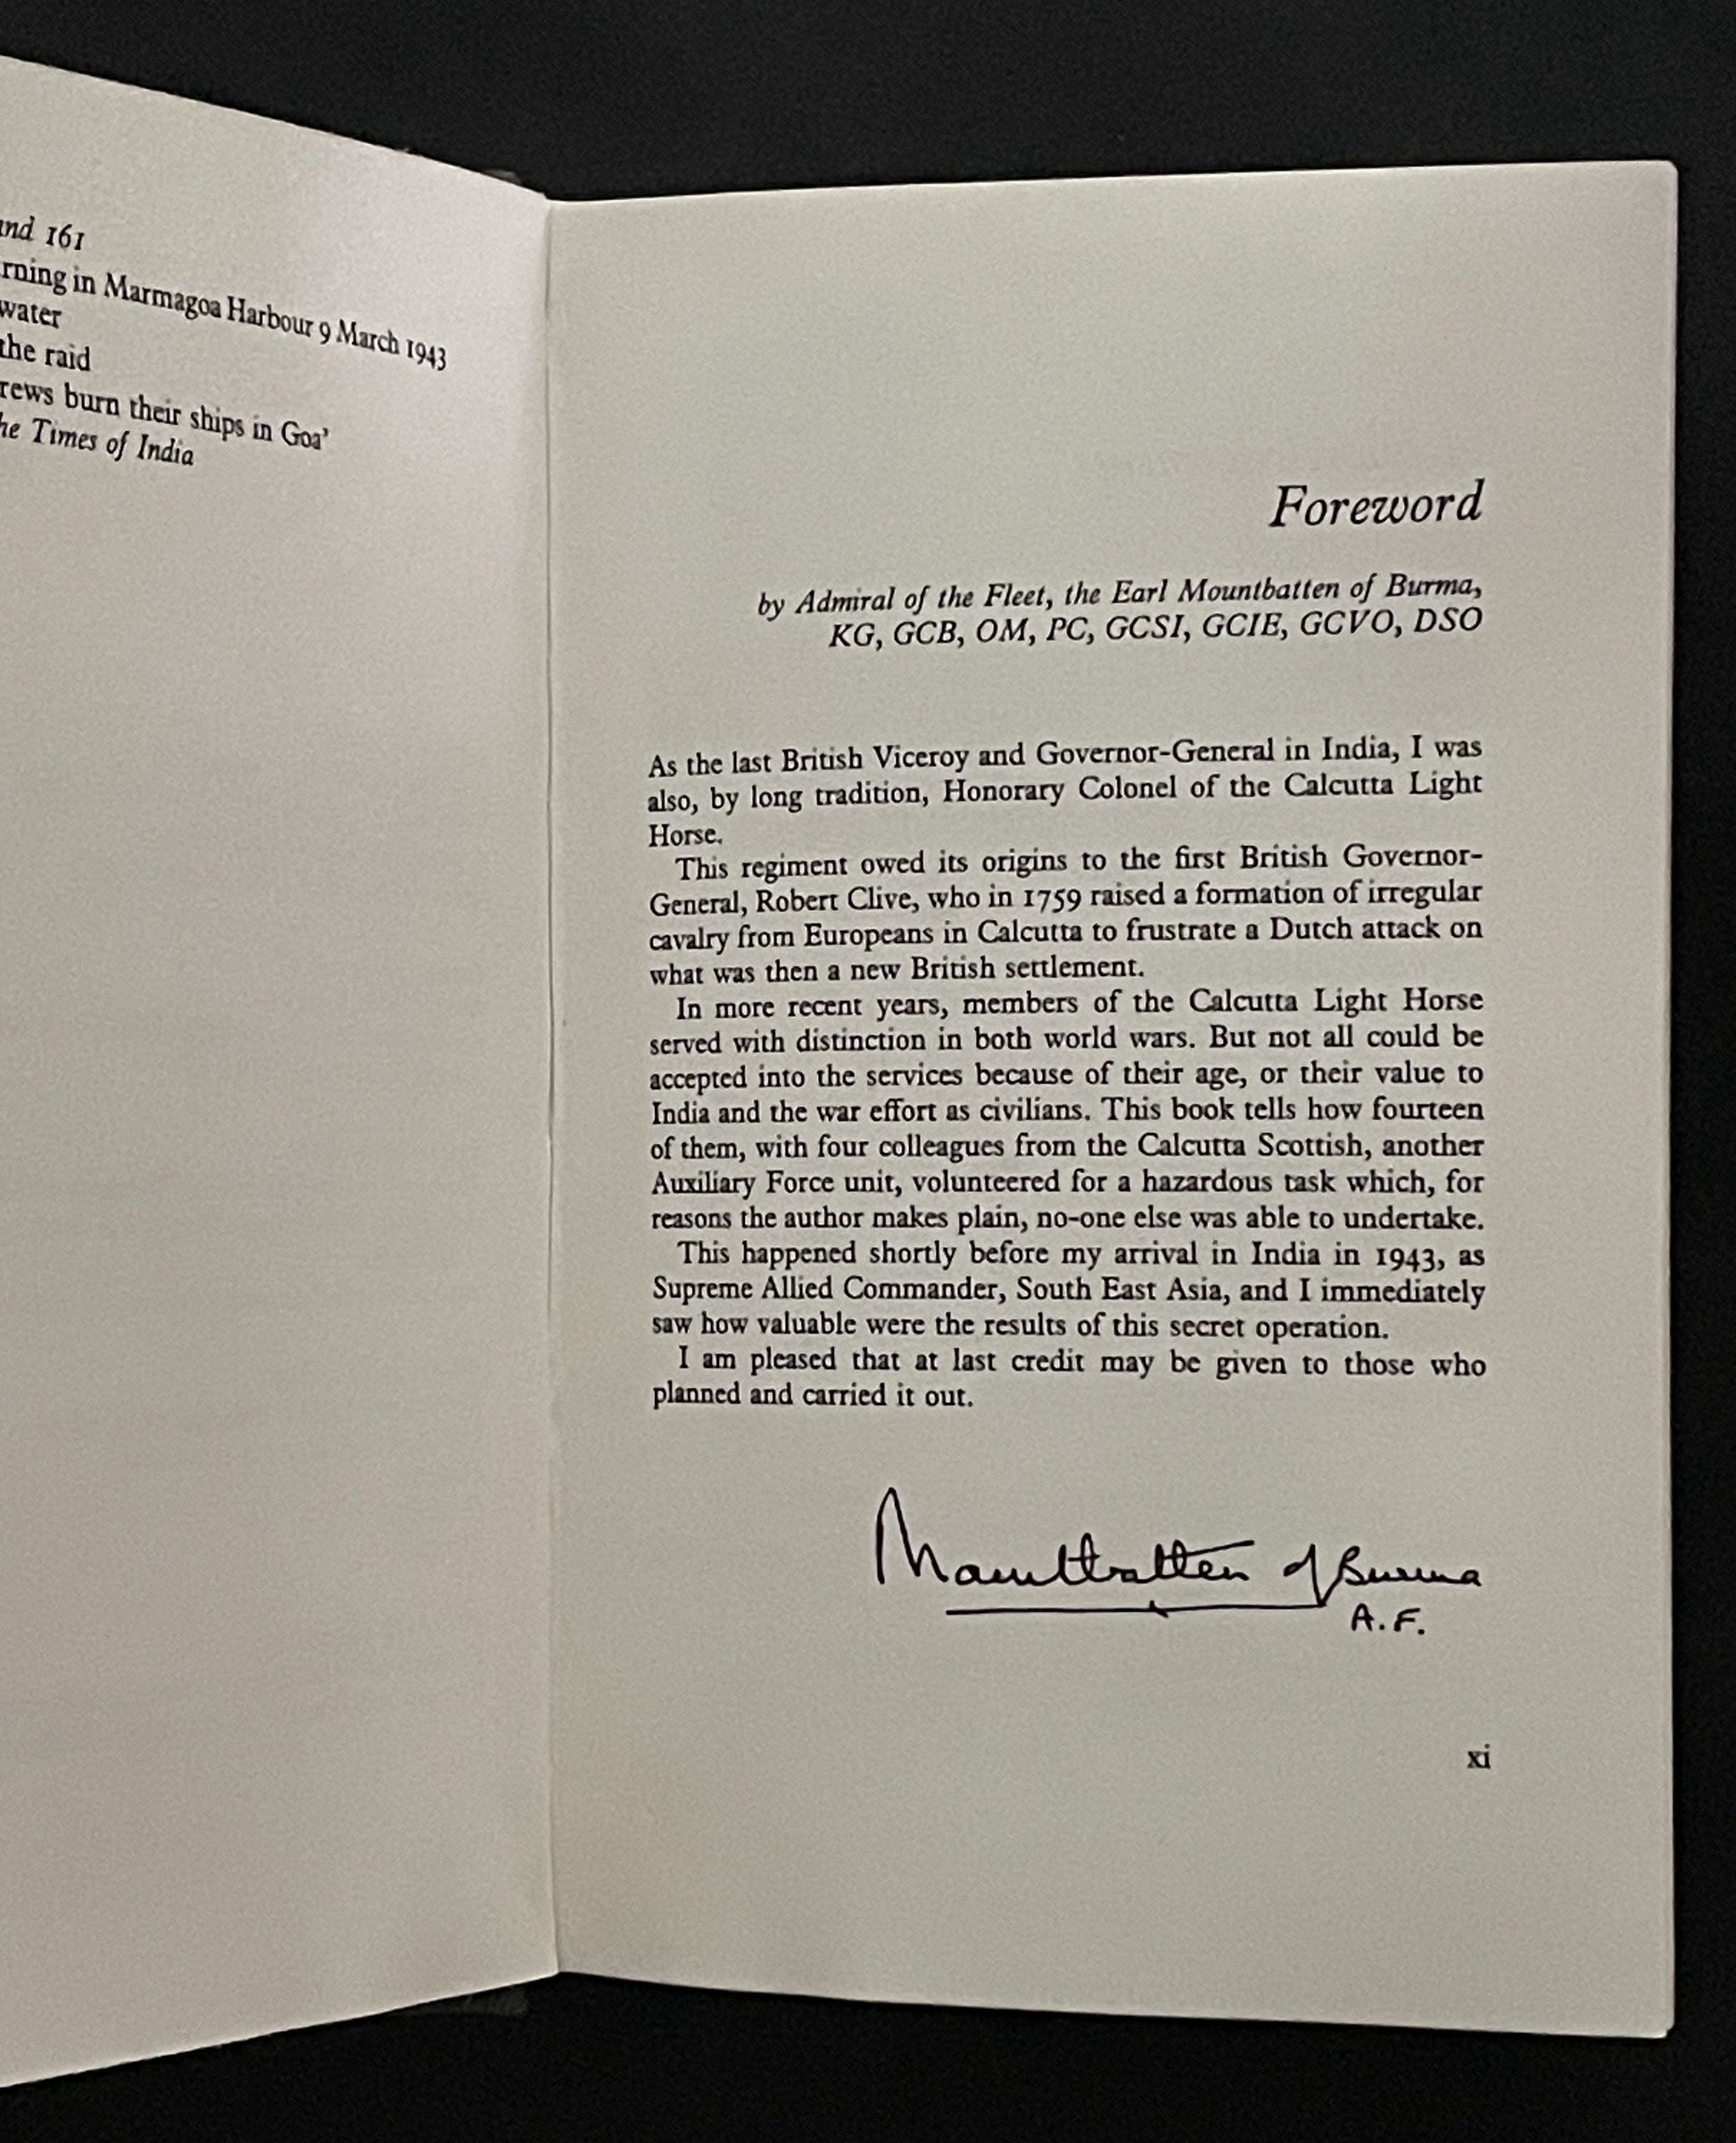 and 161
rning in Marmagoa Harbour 9 March 1943
water
the raid
rews burn their ships in Goa'
he Times of India
Foreword
by Admiral of the Fleet, the Earl Mountbatten of Burma,
KG, GCB, OM, PC, GCSI, GCIE, GCVO, DSO
As the last British Viceroy and Governor-General in India, I was
also, by long tradition, Honorary Colonel of the Calcutta Light
Horse.
This regiment owed its origins to the first British Governor-
General, Robert Clive, who in 1759 raised a formation of irregular
cavalry from Europeans in Calcutta to frustrate a Dutch attack on
what was then a new British settlement.
In more recent years, members of the Calcutta Light Horse
served with distinction in both world wars. But not all could be
accepted into the services because of their age, or their value to
India and the war effort as civilians. This book tells how fourteen
of them, with four colleagues from the Calcutta Scottish, another
Auxiliary Force unit, volunteered for a hazardous task which, for
reasons the author makes plain, no-one else was able to undertake.
This happened shortly before my arrival in India in 1943, as
Supreme Allied Commander, South East Asia, and I immediately
saw how valuable were the results of this secret operation.
I am pleased that at last credit may be given to those who
planned and carried it out.
Mountbatten of Burma
A.F.
xi